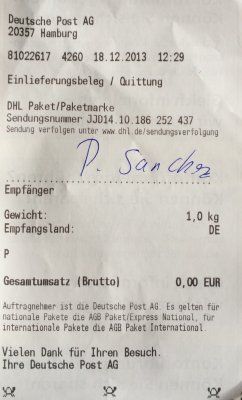 Deutsche Post AG
20357 Hamburg
81022617 4260 18.12.2013 12:29
Einlieferungsbeleg / Quittung
DHL Paket/Paketmarke
Sendungsnummer JJD14.10.186 252 437
Sendung verfolgen unter www.dhl.de/sendungsverfolgung
P. Sanchez
Empfänger
Gewicht: 1,0 kg
Empfangsland: DE
P
Gesamtumsatz (Brutto) 0,00 EUR
Auftragnehmer ist die Deutsche Post AG. Es gelten für
nationale Pakete die AGB Paket/Express National, für
internationale Pakete die AGB Paket International.
Vielen Dank für Ihren Besuch.
Ihre Deutsche Post AG